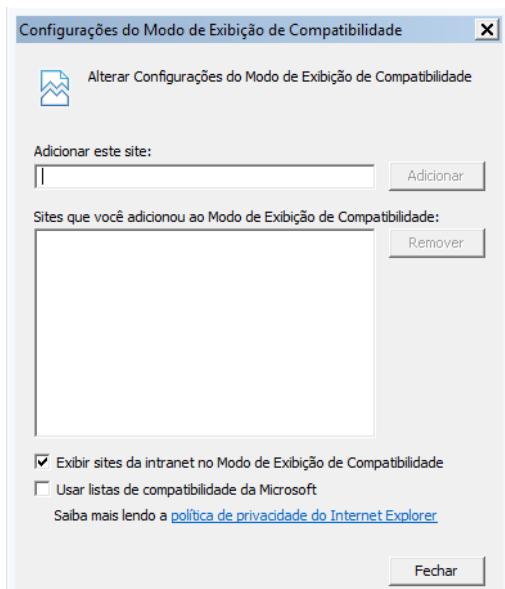 Configurações do Modo de Exibição de Compatibilidade
Alterar Configurações do Modo de Exibição de Compatibilidade
Adicionar este site:
Adicionar
Sites que você adicionou ao Modo de Exibição de Compatibilidade:
Remover
Exibir sites da intranet no Modo de Exibição de Compatibilidade
Usar listas de compatibilidade da Microsoft
Saiba mais lendo a política de privacidade do Internet Explorer
Fechar